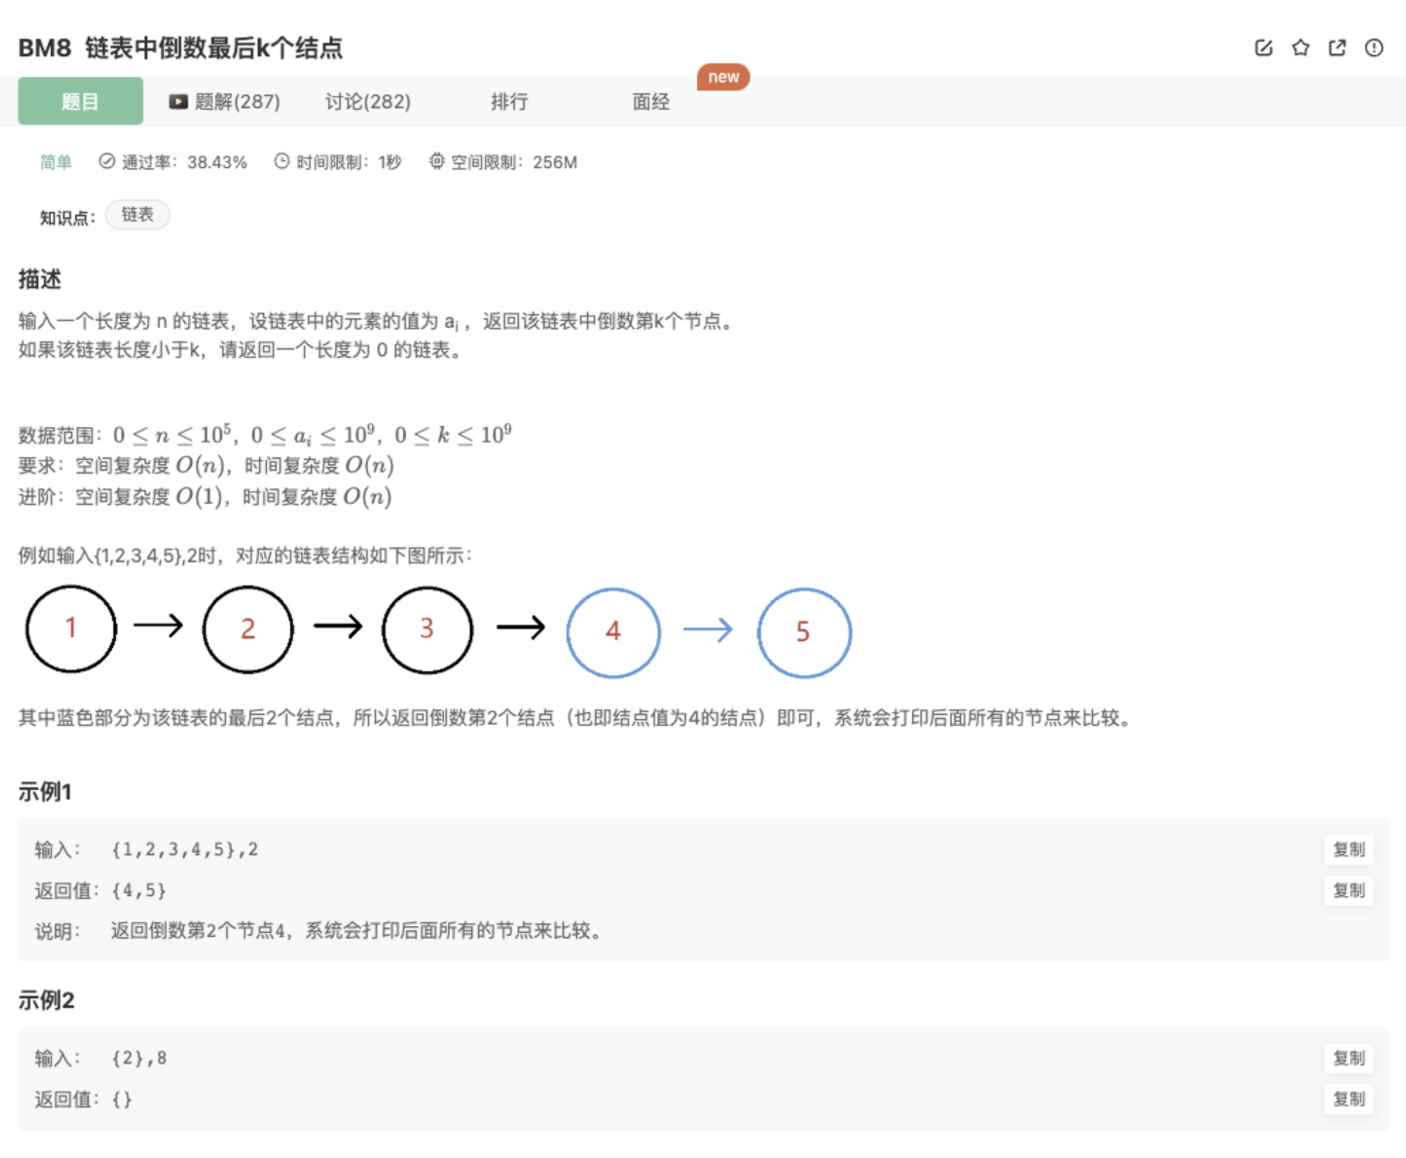 BM8 链表中倒数最后k个结点
new
题目 题解(287) 讨论(282) 排行 面经
简单 通过率：38.43% 时间限制：1秒 空间限制：256M
知识点： 链表
描述
输入一个长度为 n 的链表，设链表中的元素的值为 aᵢ ，返回该链表中倒数第k个节点。
如果该链表长度小于k，请返回一个长度为 0 的链表。
数据范围：0 ≤ n ≤ 10⁵，0 ≤ aᵢ ≤ 10⁹，0 ≤ k ≤ 10⁹
要求：空间复杂度 O(n)，时间复杂度 O(n)
进阶：空间复杂度 O(1)，时间复杂度 O(n)
例如输入{1,2,3,4,5},2时，对应的链表结构如下图所示：
1 2 3 4 5
其中蓝色部分为该链表的最后2个结点，所以返回倒数第2个结点（也即结点值为4的结点）即可，系统会打印后面所有的节点来比较。
示例1
输入： {1,2,3,4,5},2 复制
返回值： {4,5} 复制
说明： 返回倒数第2个节点4，系统会打印后面所有的节点来比较。
示例2
输入： {2},8 复制
返回值： {} 复制